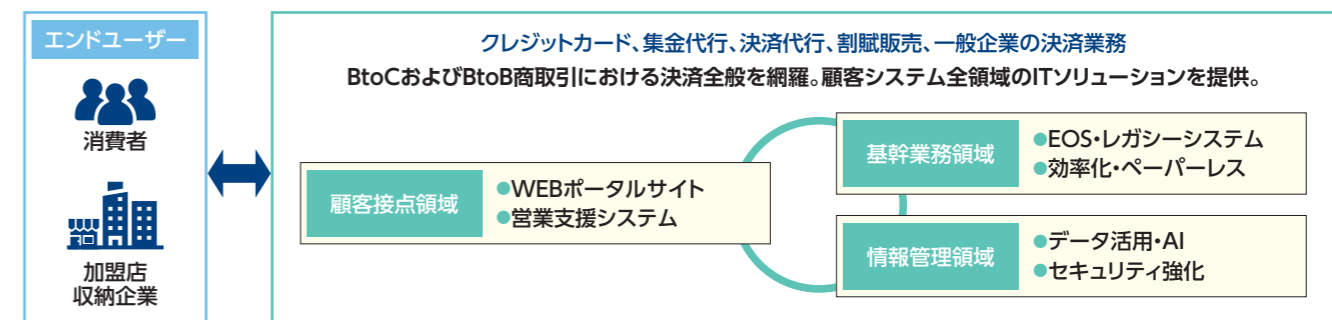 エンドユーザー
消費者
加盟店
収納企業
クレジットカード、集金代行、決済代行、割賦販売、一般企業の決済業務
BtoCおよびBtoB商取引における決済全般を網羅。顧客システム全領域のITソリューションを提供。
顧客接点領域
●WEBポータルサイト
●営業支援システム
基幹業務領域
●EOS・レガシーシステム
●効率化・ペーパーレス
情報管理領域
●データ活用・AI
●セキュリティ強化